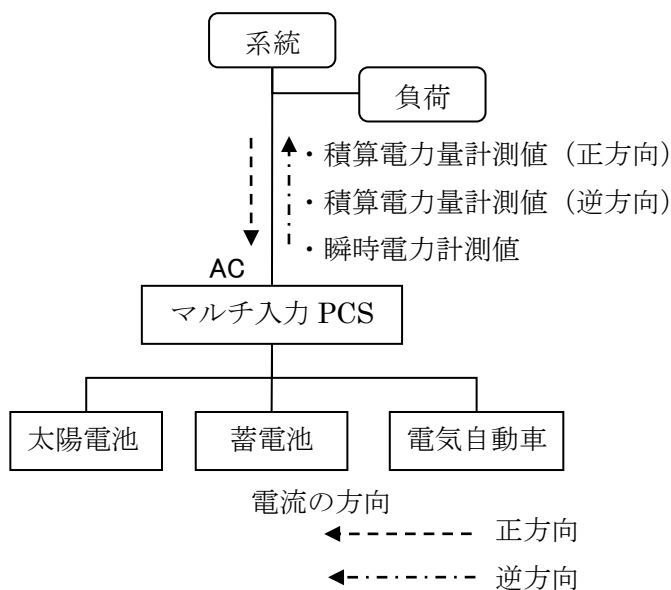 系統
負荷
・積算電力量計測値（正方向）
・積算電力量計測値（逆方向）
・瞬時電力計測値
AC
マルチ入力 PCS
太陽電池
蓄電池
電気自動車
電流の方向
正方向
逆方向